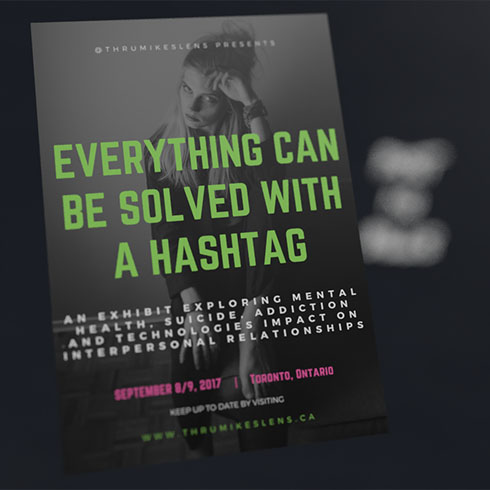 @THRUMIKESLENS PRESENTS
EVERYTHING CAN
BE SOLVED WITH
A HASHTAG
AN EXHIBIT EXPLORING MENTAL
HEALTH, SUICIDE, ADDICTION
AND TECHNOLOGIES IMPACT ON
INTERPERSONAL RELATIONSHIPS
SEPTEMBER 8/9, 2017 | TORONTO, ONTARIO
KEEP UP TO DATE BY VISITING
WWW.THRUMIKESLENS.CA